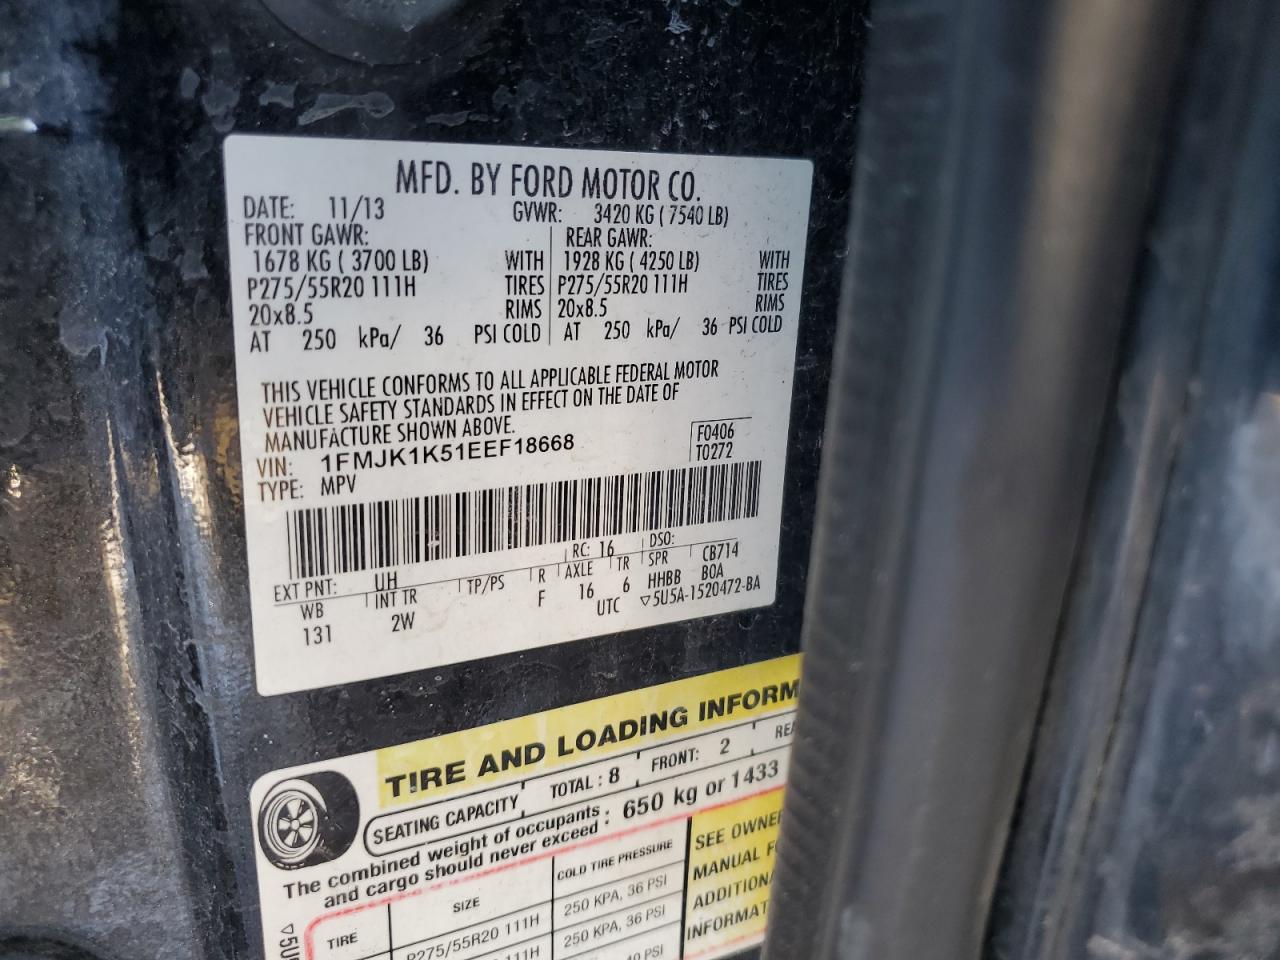 MFD. BY FORD MOTOR CO.
DATE: 11/13 GVWR: 3420 KG ( 7540 LB)
FRONT GAWR: REAR GAWR:
1678 KG ( 3700 LB) WITH 1928 KG ( 4250 LB) WITH
P275/55R20 111H TIRES P275/55R20 111H TIRES
20x8.5 RIMS 20x8.5 RIMS
AT 250 kPa/ 36 PSI COLD AT 250 kPa/ 36 PSI COLD
THIS VEHICLE CONFORMS TO ALL APPLICABLE FEDERAL MOTOR
VEHICLE SAFETY STANDARDS IN EFFECT ON THE DATE OF
MANUFACTURE SHOWN ABOVE.
VIN: 1FMJK1K51EEF18668 F0406
TYPE: MPV T0272
EXT PNT: UH RC: 16 DSO:
WB INT TR TP/PS R AXLE TR SPR CB714
131 2W F 16 6 HHBB BOA
UTC ▽5U5A-1520472-BA
TIRE AND LOADING INFORM
SEATING CAPACITY TOTAL : 8 FRONT: 2 REA
The combined weight of occupants
and cargo should never exceed : 650 kg or 1433
TIRE SIZE COLD TIRE PRESSURE
P275/55R20 111H 250 KPA, 36 PSI
111H 250 KPA, 36 PSI
PSI
SEE OWNE
MANUAL F
ADDITION
INFORMAT
▽5U